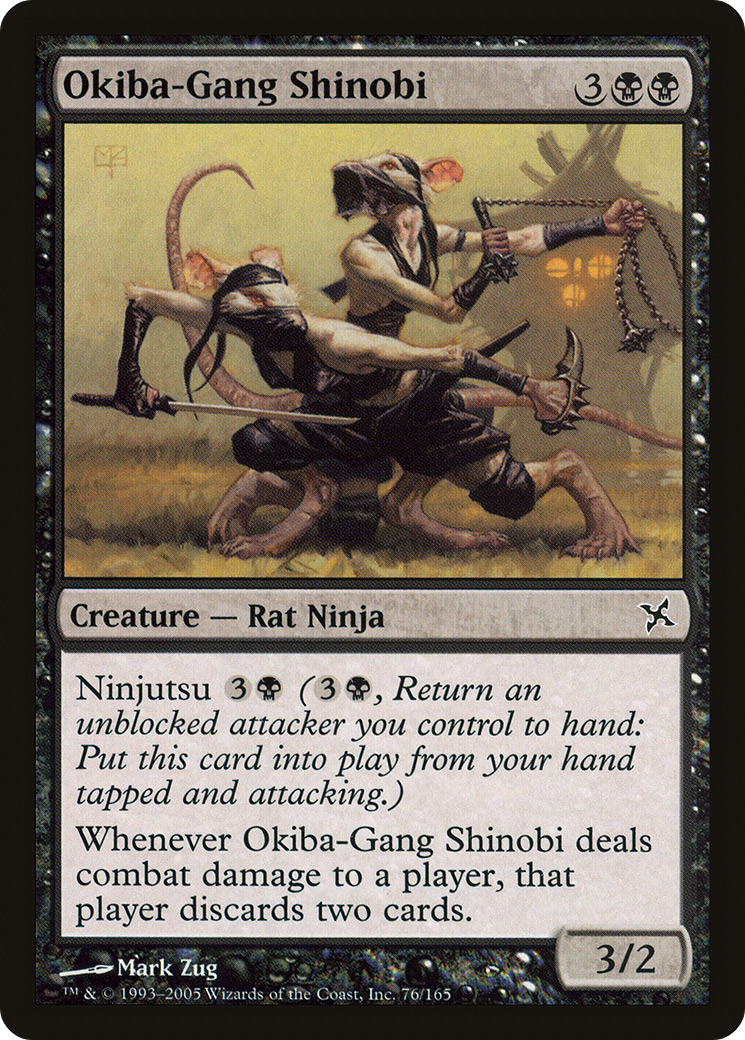 Okiba-Gang Shinobi 3
Creature — Rat Ninja
Ninjutsu 3 (3, Return an
unblocked attacker you control to hand:
Put this card into play from your hand
tapped and attacking.)
Whenever Okiba-Gang Shinobi deals
combat damage to a player, that
player discards two cards.
3/2
Mark Zug
™ & © 1993–2005 Wizards of the Coast, Inc. 76/165